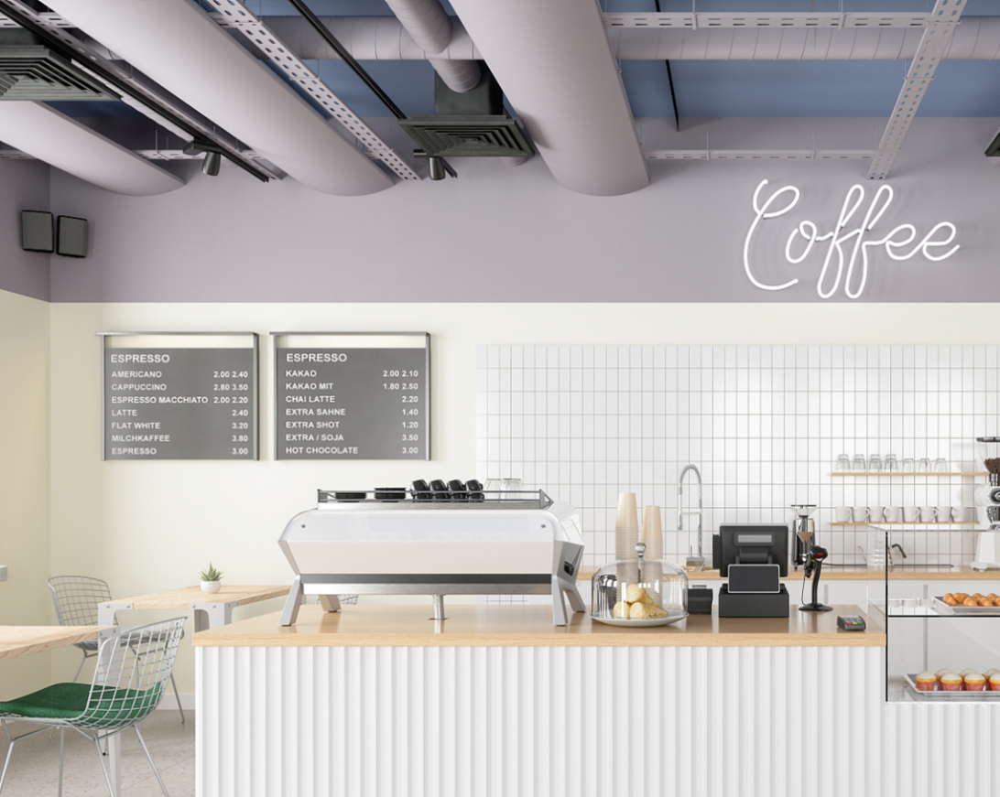 Coffee
ESPRESSO
AMERICANO 2.00 2.40
CAPPUCCINO 2.80 3.50
ESPRESSO MACCHIATO 2.00 2.20
LATTE 2.40
FLAT WHITE 3.20
MILCHKAFFEE 3.80
ESPRESSO 3.00
ESPRESSO
KAKAO 2.00 2.10
KAKAO MIT 1.80 2.50
CHAI LATTE 2.20
EXTRA SAHNE 1.40
EXTRA SHOT 1.20
EXTRA / SOJA 3.50
HOT CHOCOLATE 3.00